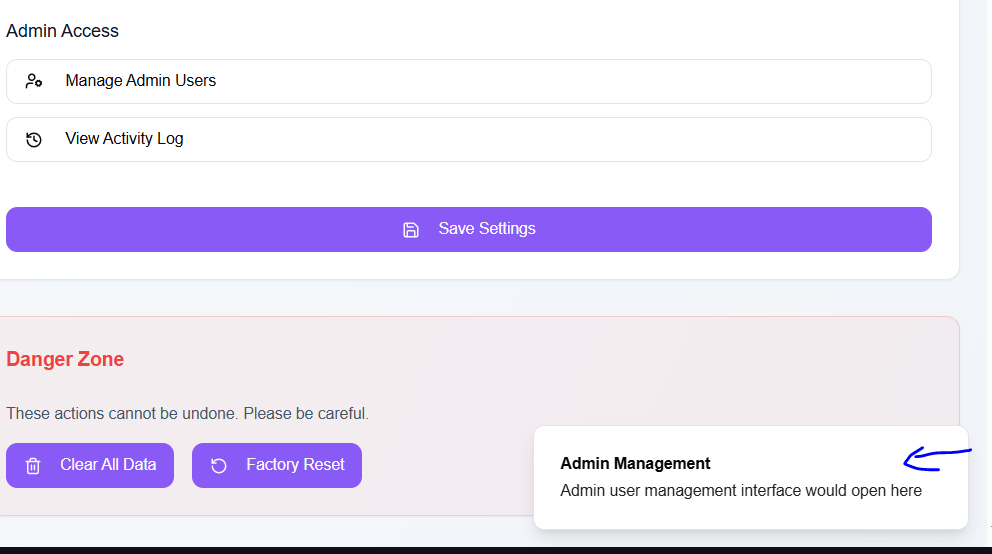 Admin Access
Manage Admin Users
View Activity Log
Save Settings
Danger Zone
These actions cannot be undone. Please be careful.
Clear All Data
Factory Reset
Admin Management
Admin user management interface would open here